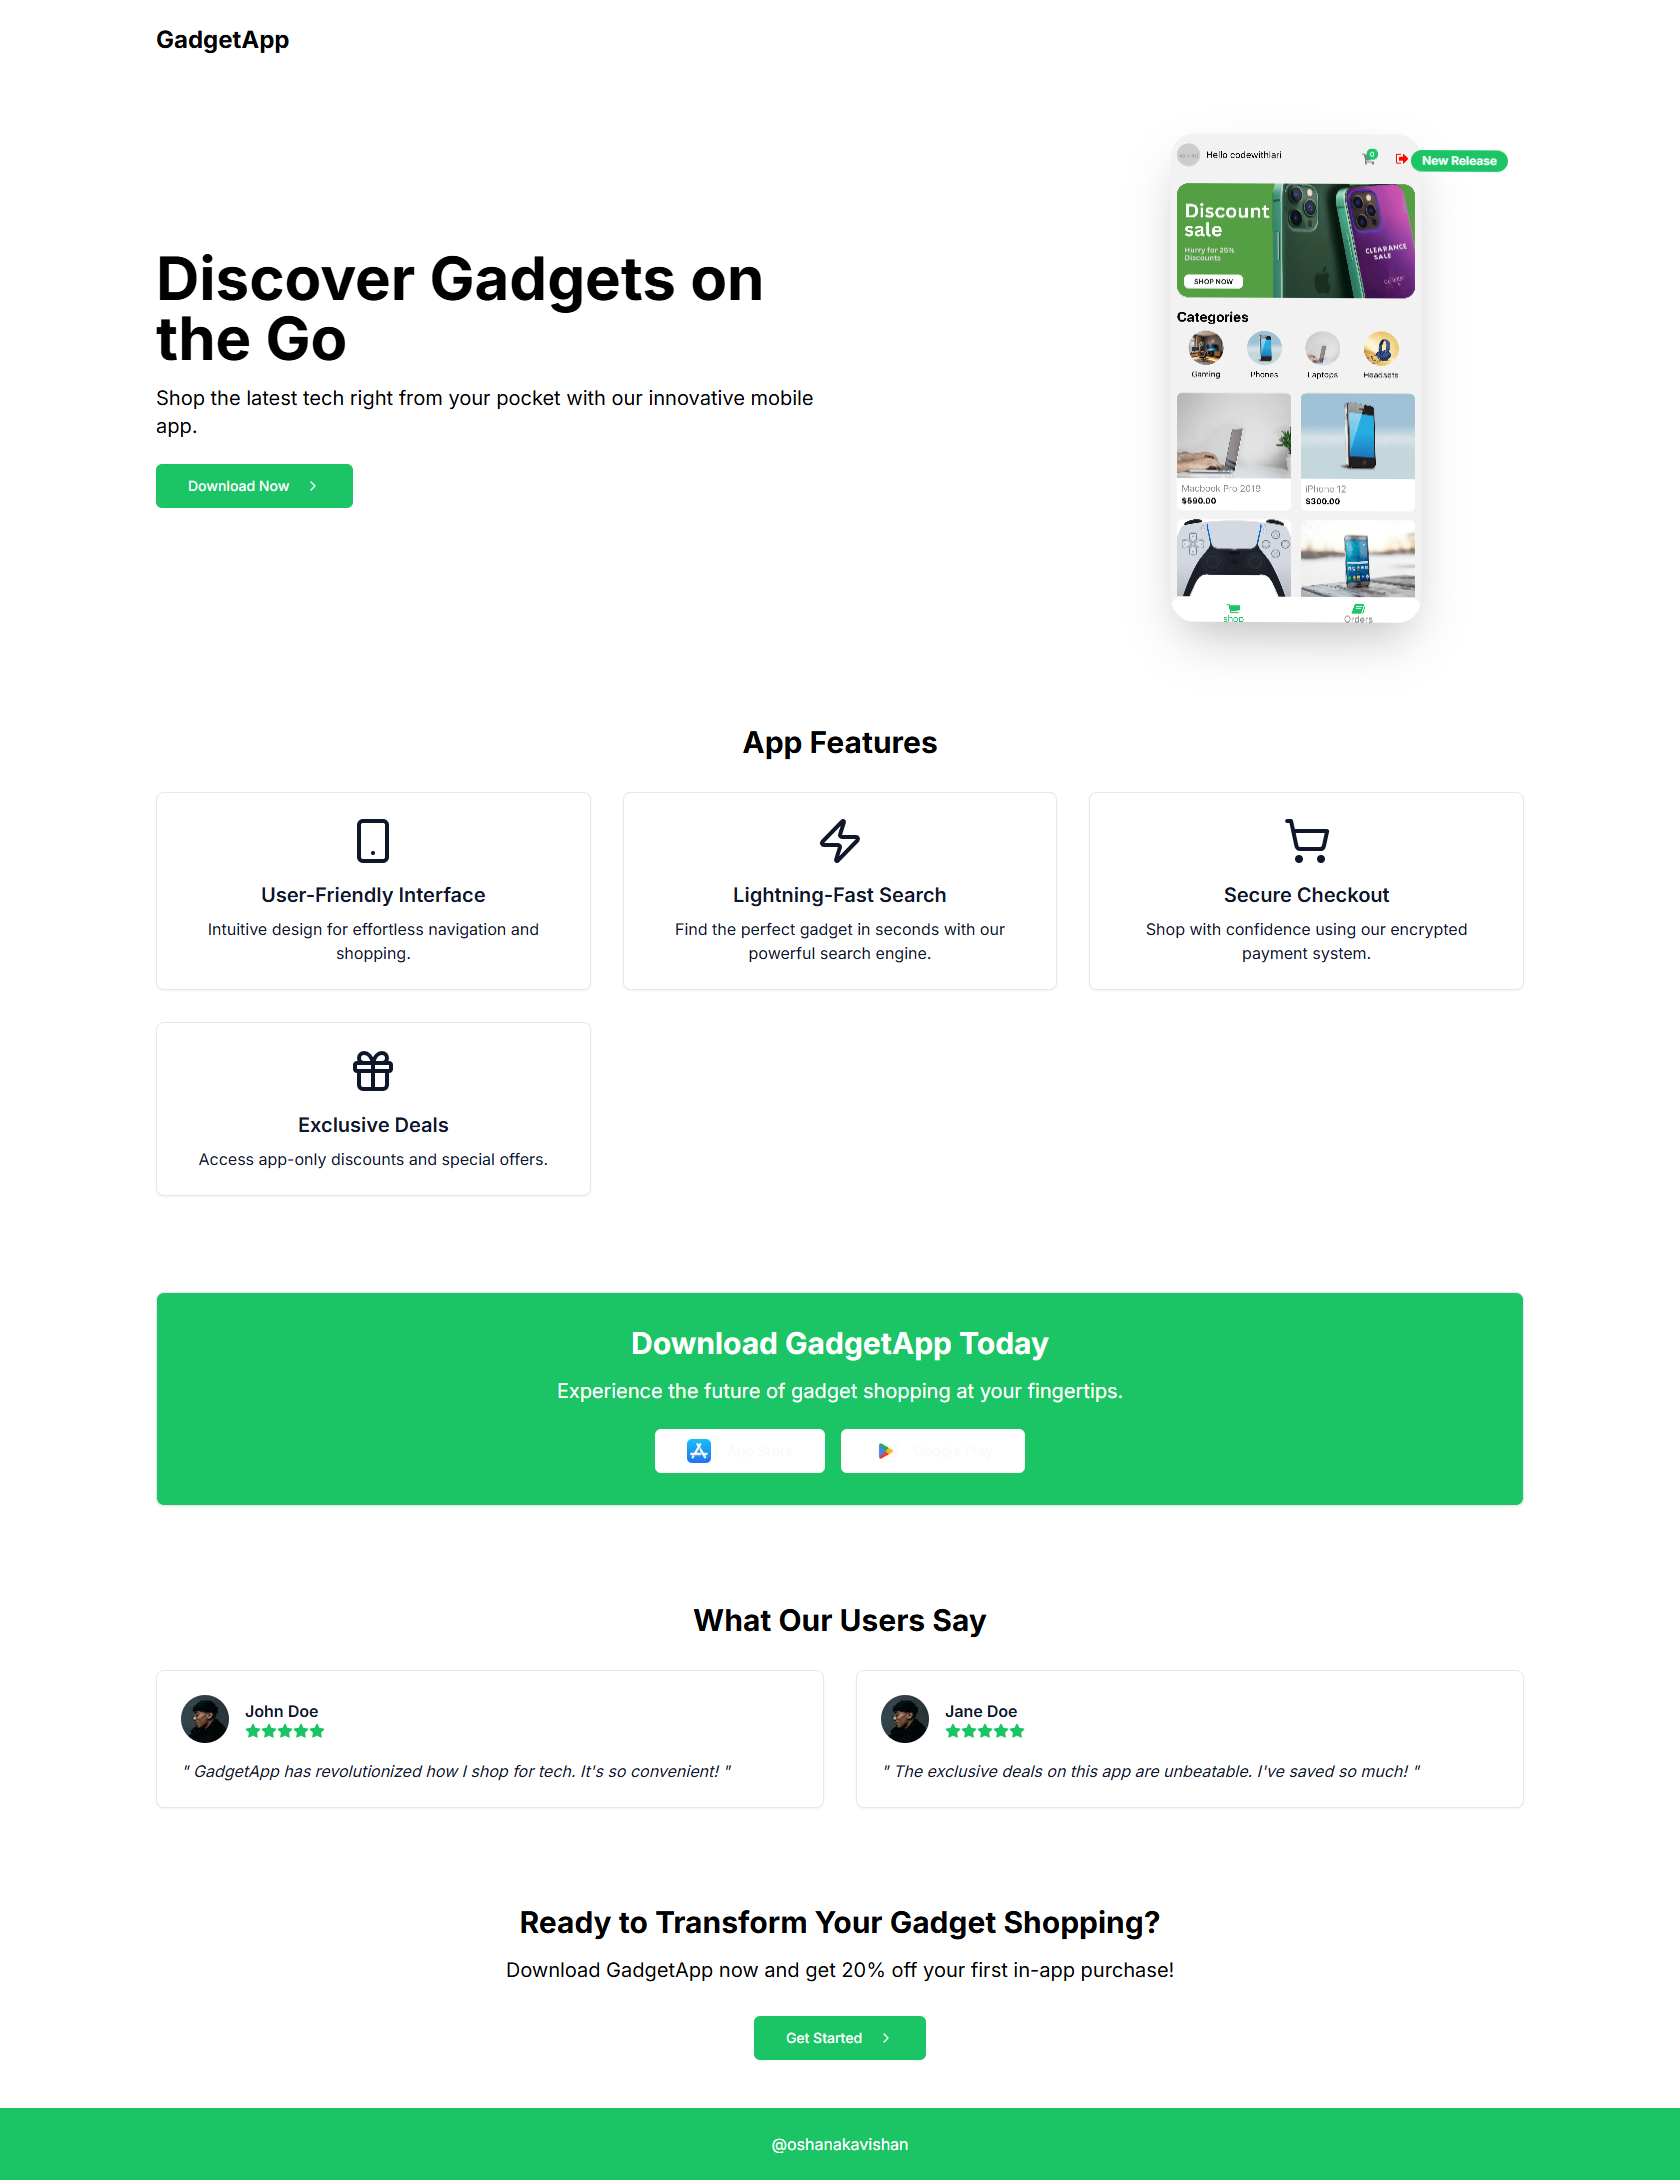 GadgetApp
Discover Gadgets on
the Go
Shop the latest tech right from your pocket with our innovative mobile
app.
Download Now
Hello codewithlari
0
New Release
Discount
sale
Hurry for 25%
Discounts
SHOP NOW
CLEARANCE
SALE
Categories
Gaming
Phones
Laptops
Headsets
Macbook Pro 2019
$590.00
iPhone 12
$300.00
shop
Orders
App Features
User-Friendly Interface
Intuitive design for effortless navigation and
shopping.
Lightning-Fast Search
Find the perfect gadget in seconds with our
powerful search engine.
Secure Checkout
Shop with confidence using our encrypted
payment system.
Exclusive Deals
Access app-only discounts and special offers.
Download GadgetApp Today
Experience the future of gadget shopping at your fingertips.
App Store
Google Play
What Our Users Say
John Doe
" GadgetApp has revolutionized how I shop for tech. It's so convenient! "
Jane Doe
" The exclusive deals on this app are unbeatable. I've saved so much! "
Ready to Transform Your Gadget Shopping?
Download GadgetApp now and get 20% off your first in-app purchase!
Get Started
@oshanakavishan